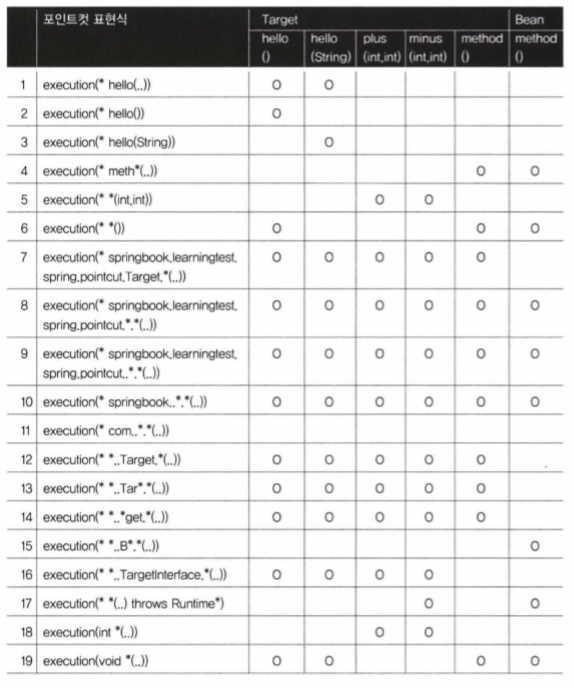 포인트컷 표현식 Target Bean
hello hello plus minus method method
() (String) (int,int) (int,int) () ()
1 execution(* hello(..)) O O
2 execution(* hello()) O
3 execution(* hello(String)) O
4 execution(* meth*(..)) O O
5 execution(* *(int,int)) O O
6 execution(* *()) O O O
7 execution(* springbook.learningtest. O O O O O
spring.pointcut.Target.*(..))
8 execution(* springbook.learningtest. O O O O O O
spring.pointcut.*.*(..))
9 execution(* springbook.learningtest. O O O O O O
spring.pointcut..*.*(..))
10 execution(* springbook..*.*(..)) O O O O O O
11 execution(* com..*.*(..))
12 execution(* *..Target.*(..)) O O O O O
13 execution(* *..Tar*.*(..)) O O O O O
14 execution(* *..*get.*(..)) O O O O O
15 execution(* *..B*.*(..)) O
16 execution(* *..TargetInterface.*(..)) O O O O
17 execution(* *(..) throws Runtime*) O O
18 execution(int *(..)) O O
19 execution(void *(..)) O O O O